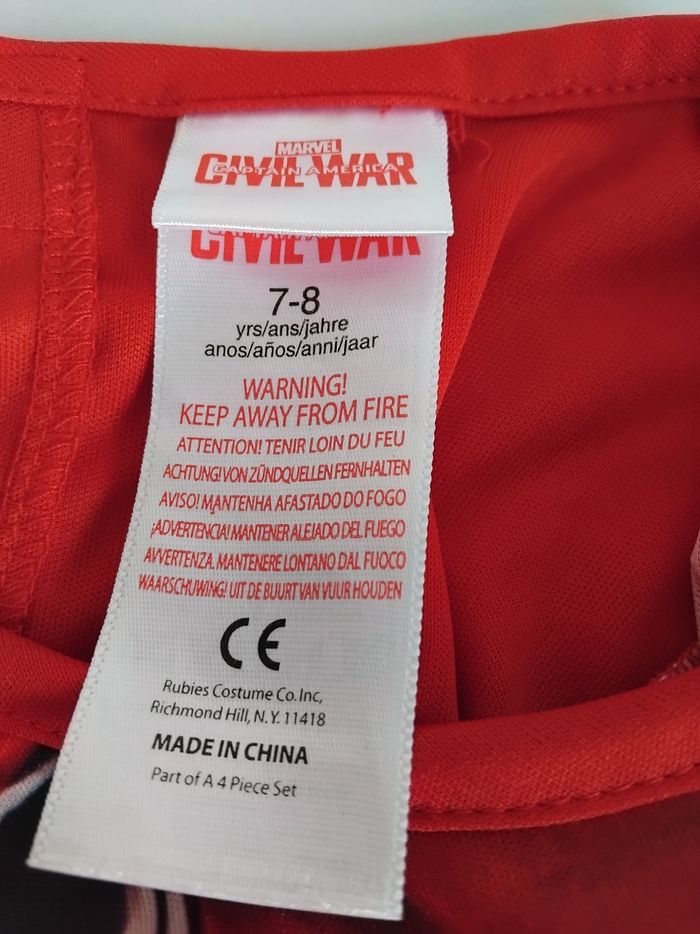 MARVEL
CIVIL WAR
CAPTAIN AMERICA
CIVIL WAR
7-8
yrs/ans/jahre
anos/años/anni/jaar
WARNING!
KEEP AWAY FROM FIRE
ATTENTION! TENIR LOIN DU FEU
ACHTUNG! VON ZÜNDQUELLEN FERNHALTEN
AVISO! MANTENHA AFASTADO DO FOGO
¡ADVERTENCIA! MANTENER ALEJADO DEL FUEGO
AVVERTENZA. MANTENERE LONTANO DAL FUOCO
WAARSCHUWING! UIT DE BUURT VAN VUUR HOUDEN
CE
Rubies Costume Co. Inc,
Richmond Hill, N.Y. 11418
MADE IN CHINA
Part of A 4 Piece Set